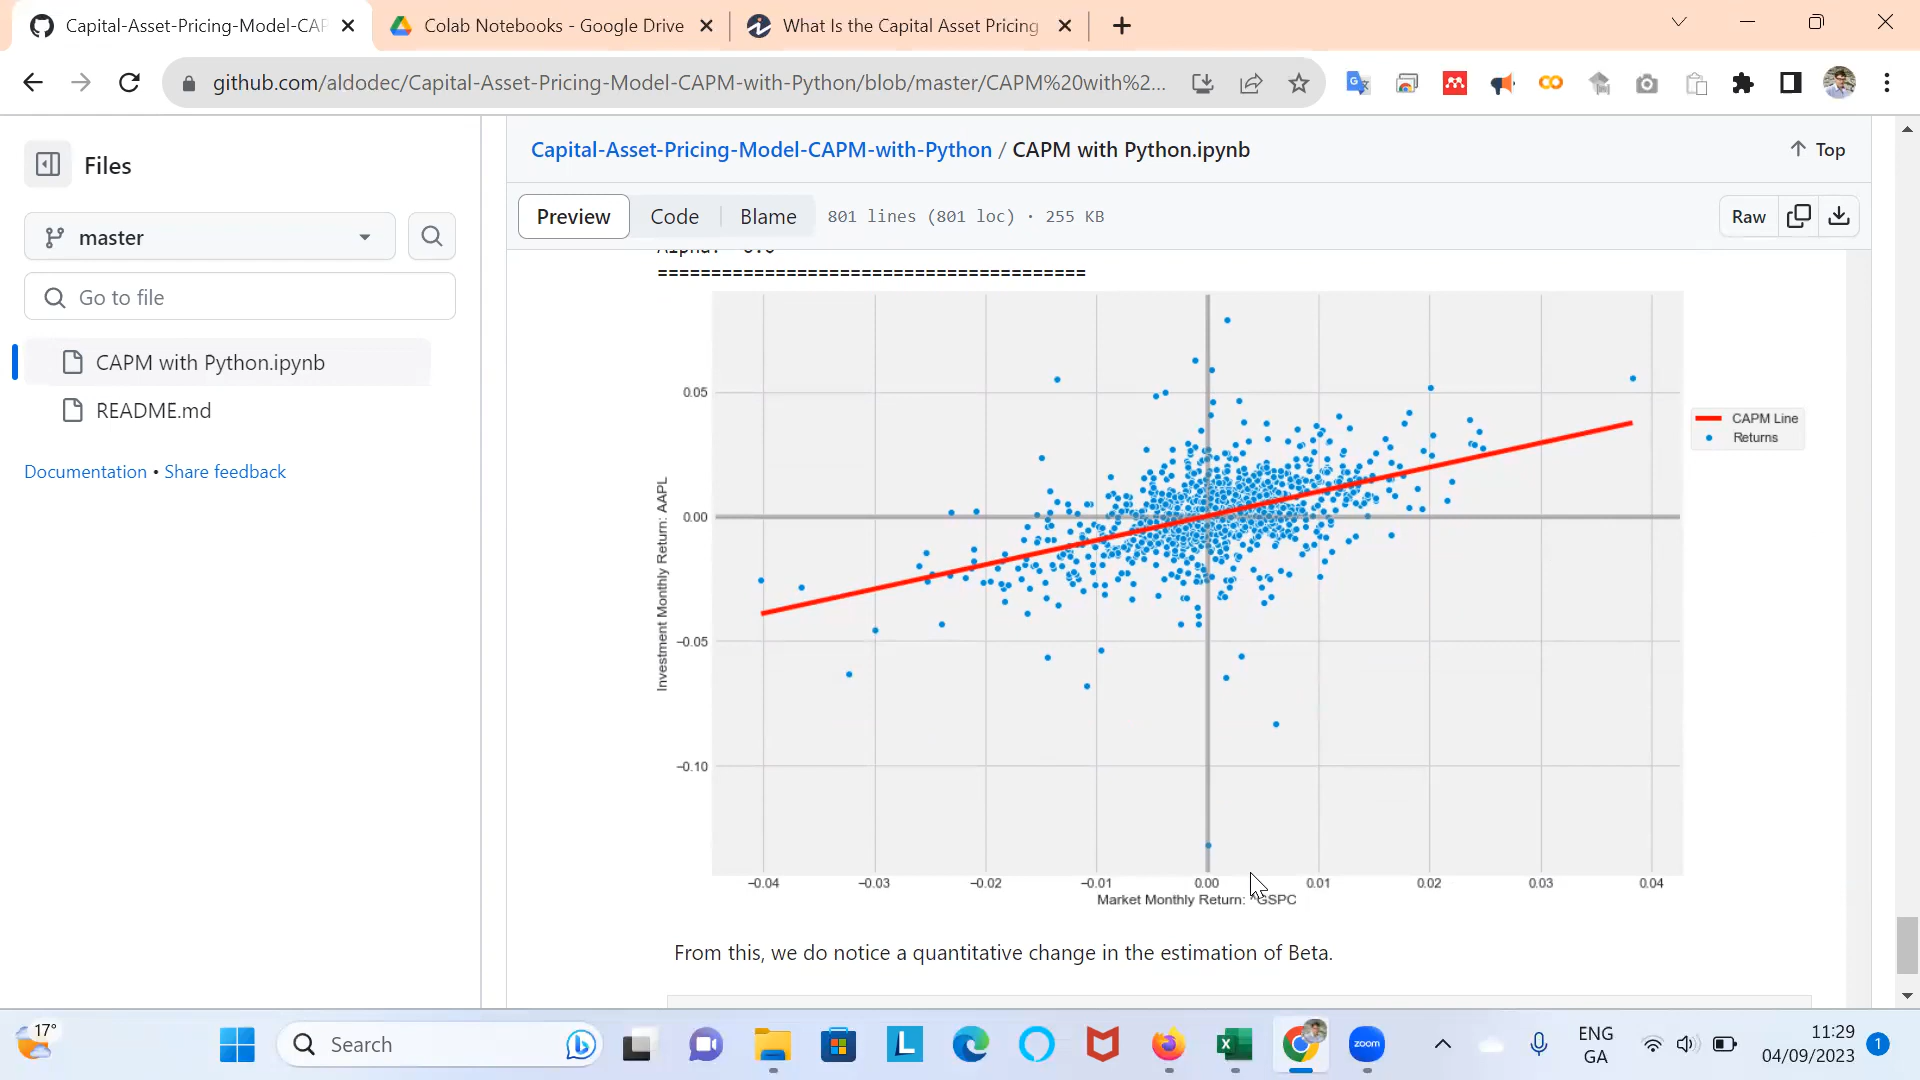 Capital-Asset-Pricing-Model-CAP
Colab Notebooks - Google Drive
What Is the Capital Asset Pricing
github.com/aldodec/Capital-Asset-Pricing-Model-CAPM-with-Python/blob/master/CAPM%20with%2...
Files
Capital-Asset-Pricing-Model-CAPM-with-Python / CAPM with Python.ipynb
Top
master
Preview
Code
Blame
801 lines (801 loc) · 255 KB
Raw
Go to file
CAPM with Python.ipynb
README.md
Documentation • Share feedback
========================================
0.05
0.00
−0.05
−0.10
Investment Monthly Return: AAPL
CAPM Line
Returns
−0.04
−0.03
−0.02
−0.01
0.00
0.01
0.02
0.03
0.04
Market Monthly Return: ^GSPC
From this, we do notice a quantitative change in the estimation of Beta.
17°
Search
L
zoom
ENG
GA
11:29
04/09/2023
1